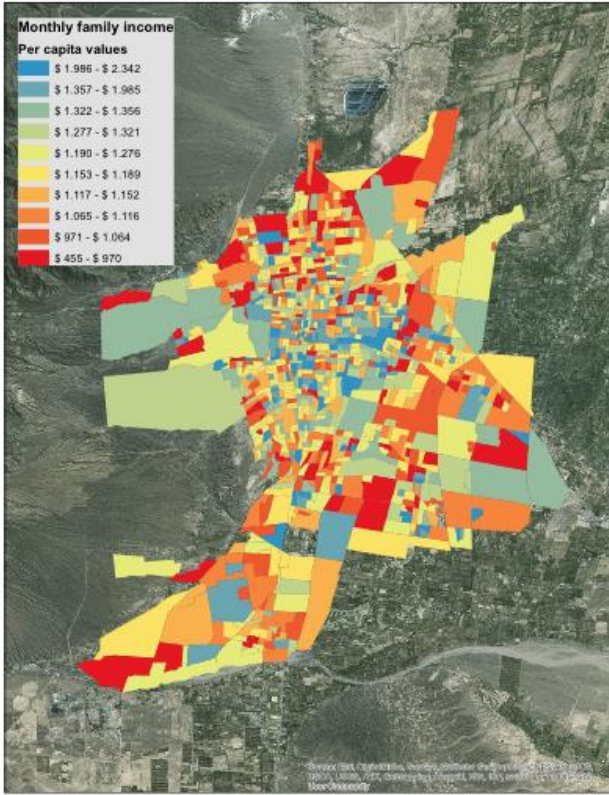 Monthly family income
Per capita values
$ 1.986 - $ 2.342
$ 1.357 - $ 1.985
$ 1.322 - $ 1.356
$ 1.277 - $ 1.321
$ 1.190 - $ 1.276
$ 1.153 - $ 1.189
$ 1.117 - $ 1.152
$ 1.065 - $ 1.116
$ 971 - $ 1.064
$ 455 - $ 970
User Community